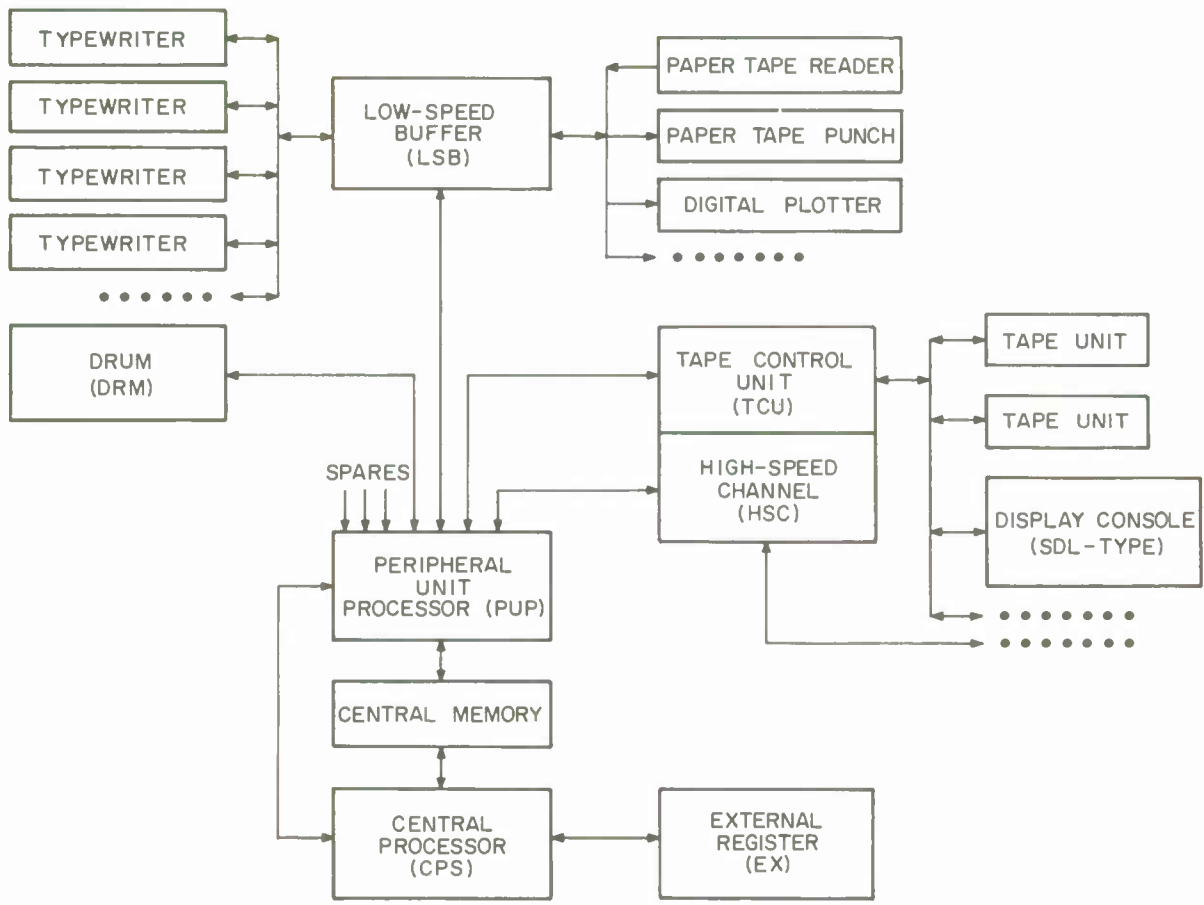 TYPEWRITER
TYPEWRITER
TYPEWRITER
TYPEWRITER
LOW-SPEED
BUFFER
(LSB)
PAPER TAPE READER
PAPER TAPE PUNCH
DIGITAL PLOTTER
DRUM
(DRM)
TAPE CONTROL
UNIT
(TCU)
HIGH-SPEED
CHANNEL
(HSC)
TAPE UNIT
TAPE UNIT
DISPLAY CONSOLE
(SDL-TYPE)
SPARES
PERIPHERAL
UNIT
PROCESSOR (PUP)
CENTRAL MEMORY
CENTRAL
PROCESSOR
(CPS)
EXTERNAL
REGISTER
(EX)